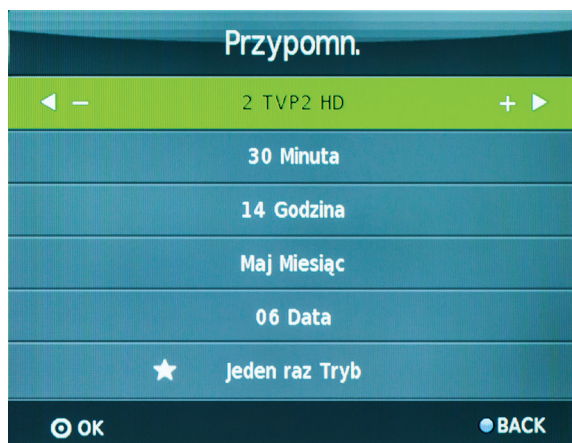 Przypomn.
2 TVP2 HD
30 Minuta
14 Godzina
Maj Miesiąc
06 Data
Jeden raz Tryb
OK
BACK